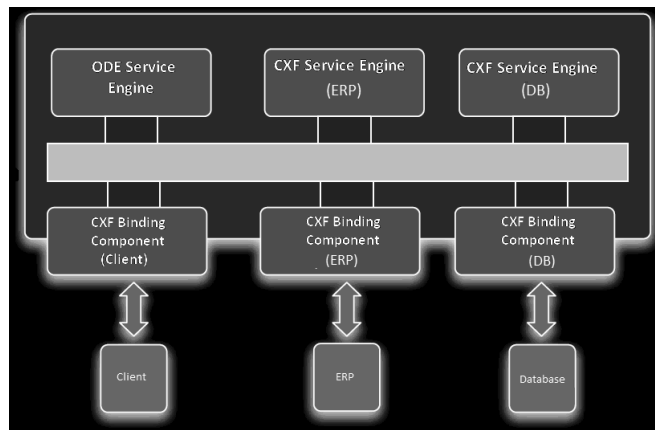 ODE Service
Engine
CXF Service Engine
(ERP)
CXF Service Engine
(DB)
CXF Binding
Component
(Client)
CXF Binding
Component
(ERP)
CXF Binding
Component
(DB)
Client
ERP
Database